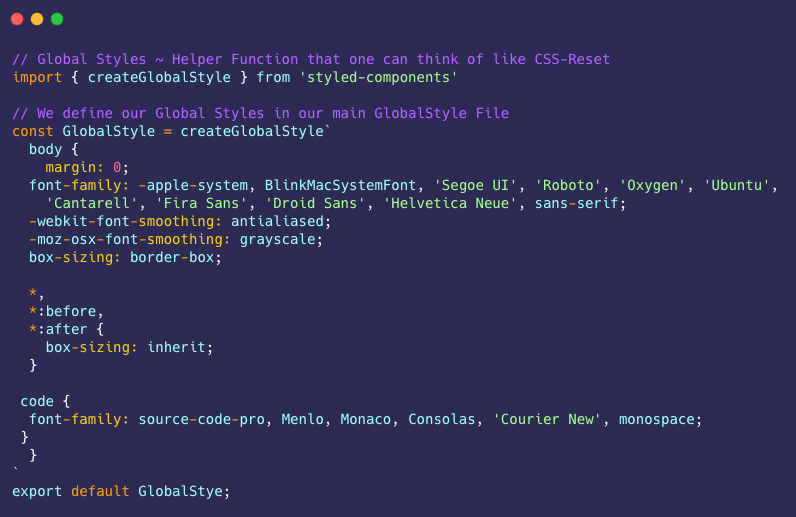 // Global Styles ~ Helper Function that one can think of like CSS-Reset
import { createGlobalStyle } from 'styled-components'
// We define our Global Styles in our main GlobalStyle File
const GlobalStyle = createGlobalStyle`
body {
margin: 0;
font-family: -apple-system, BlinkMacSystemFont, 'Segoe UI', 'Roboto', 'Oxygen', 'Ubuntu',
'Cantarell', 'Fira Sans', 'Droid Sans', 'Helvetica Neue', sans-serif;
-webkit-font-smoothing: antialiased;
-moz-osx-font-smoothing: grayscale;
box-sizing: border-box;
*,
*:before,
*:after {
box-sizing: inherit;
}
code {
font-family: source-code-pro, Menlo, Monaco, Consolas, 'Courier New', monospace;
}
}
`
export default GlobalStye;